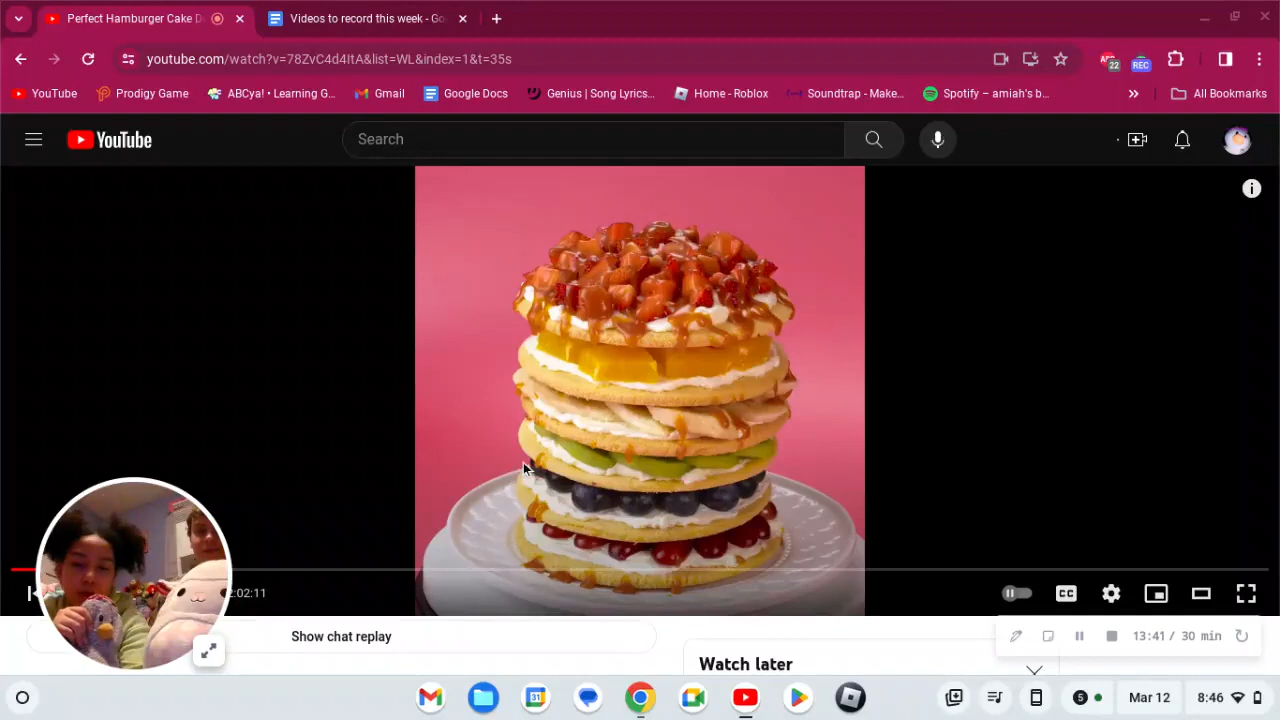 Perfect Hamburger Cake D
Videos to record this week - Go
youtube.com/watch?v=78ZvC4d4ItA&list=WL&index=1&t=35s
22
REC
YouTube
Prodigy Game
ABCya! • Learning G...
Gmail
Google Docs
Genius | Song Lyrics...
Home - Roblox
Soundtrap - Make...
Spotify – amiah's b...
All Bookmarks
YouTube
Search
:02:11
CC
Show chat replay
13:41 / 30 min
Watch later
31
5
Mar 12
8:46